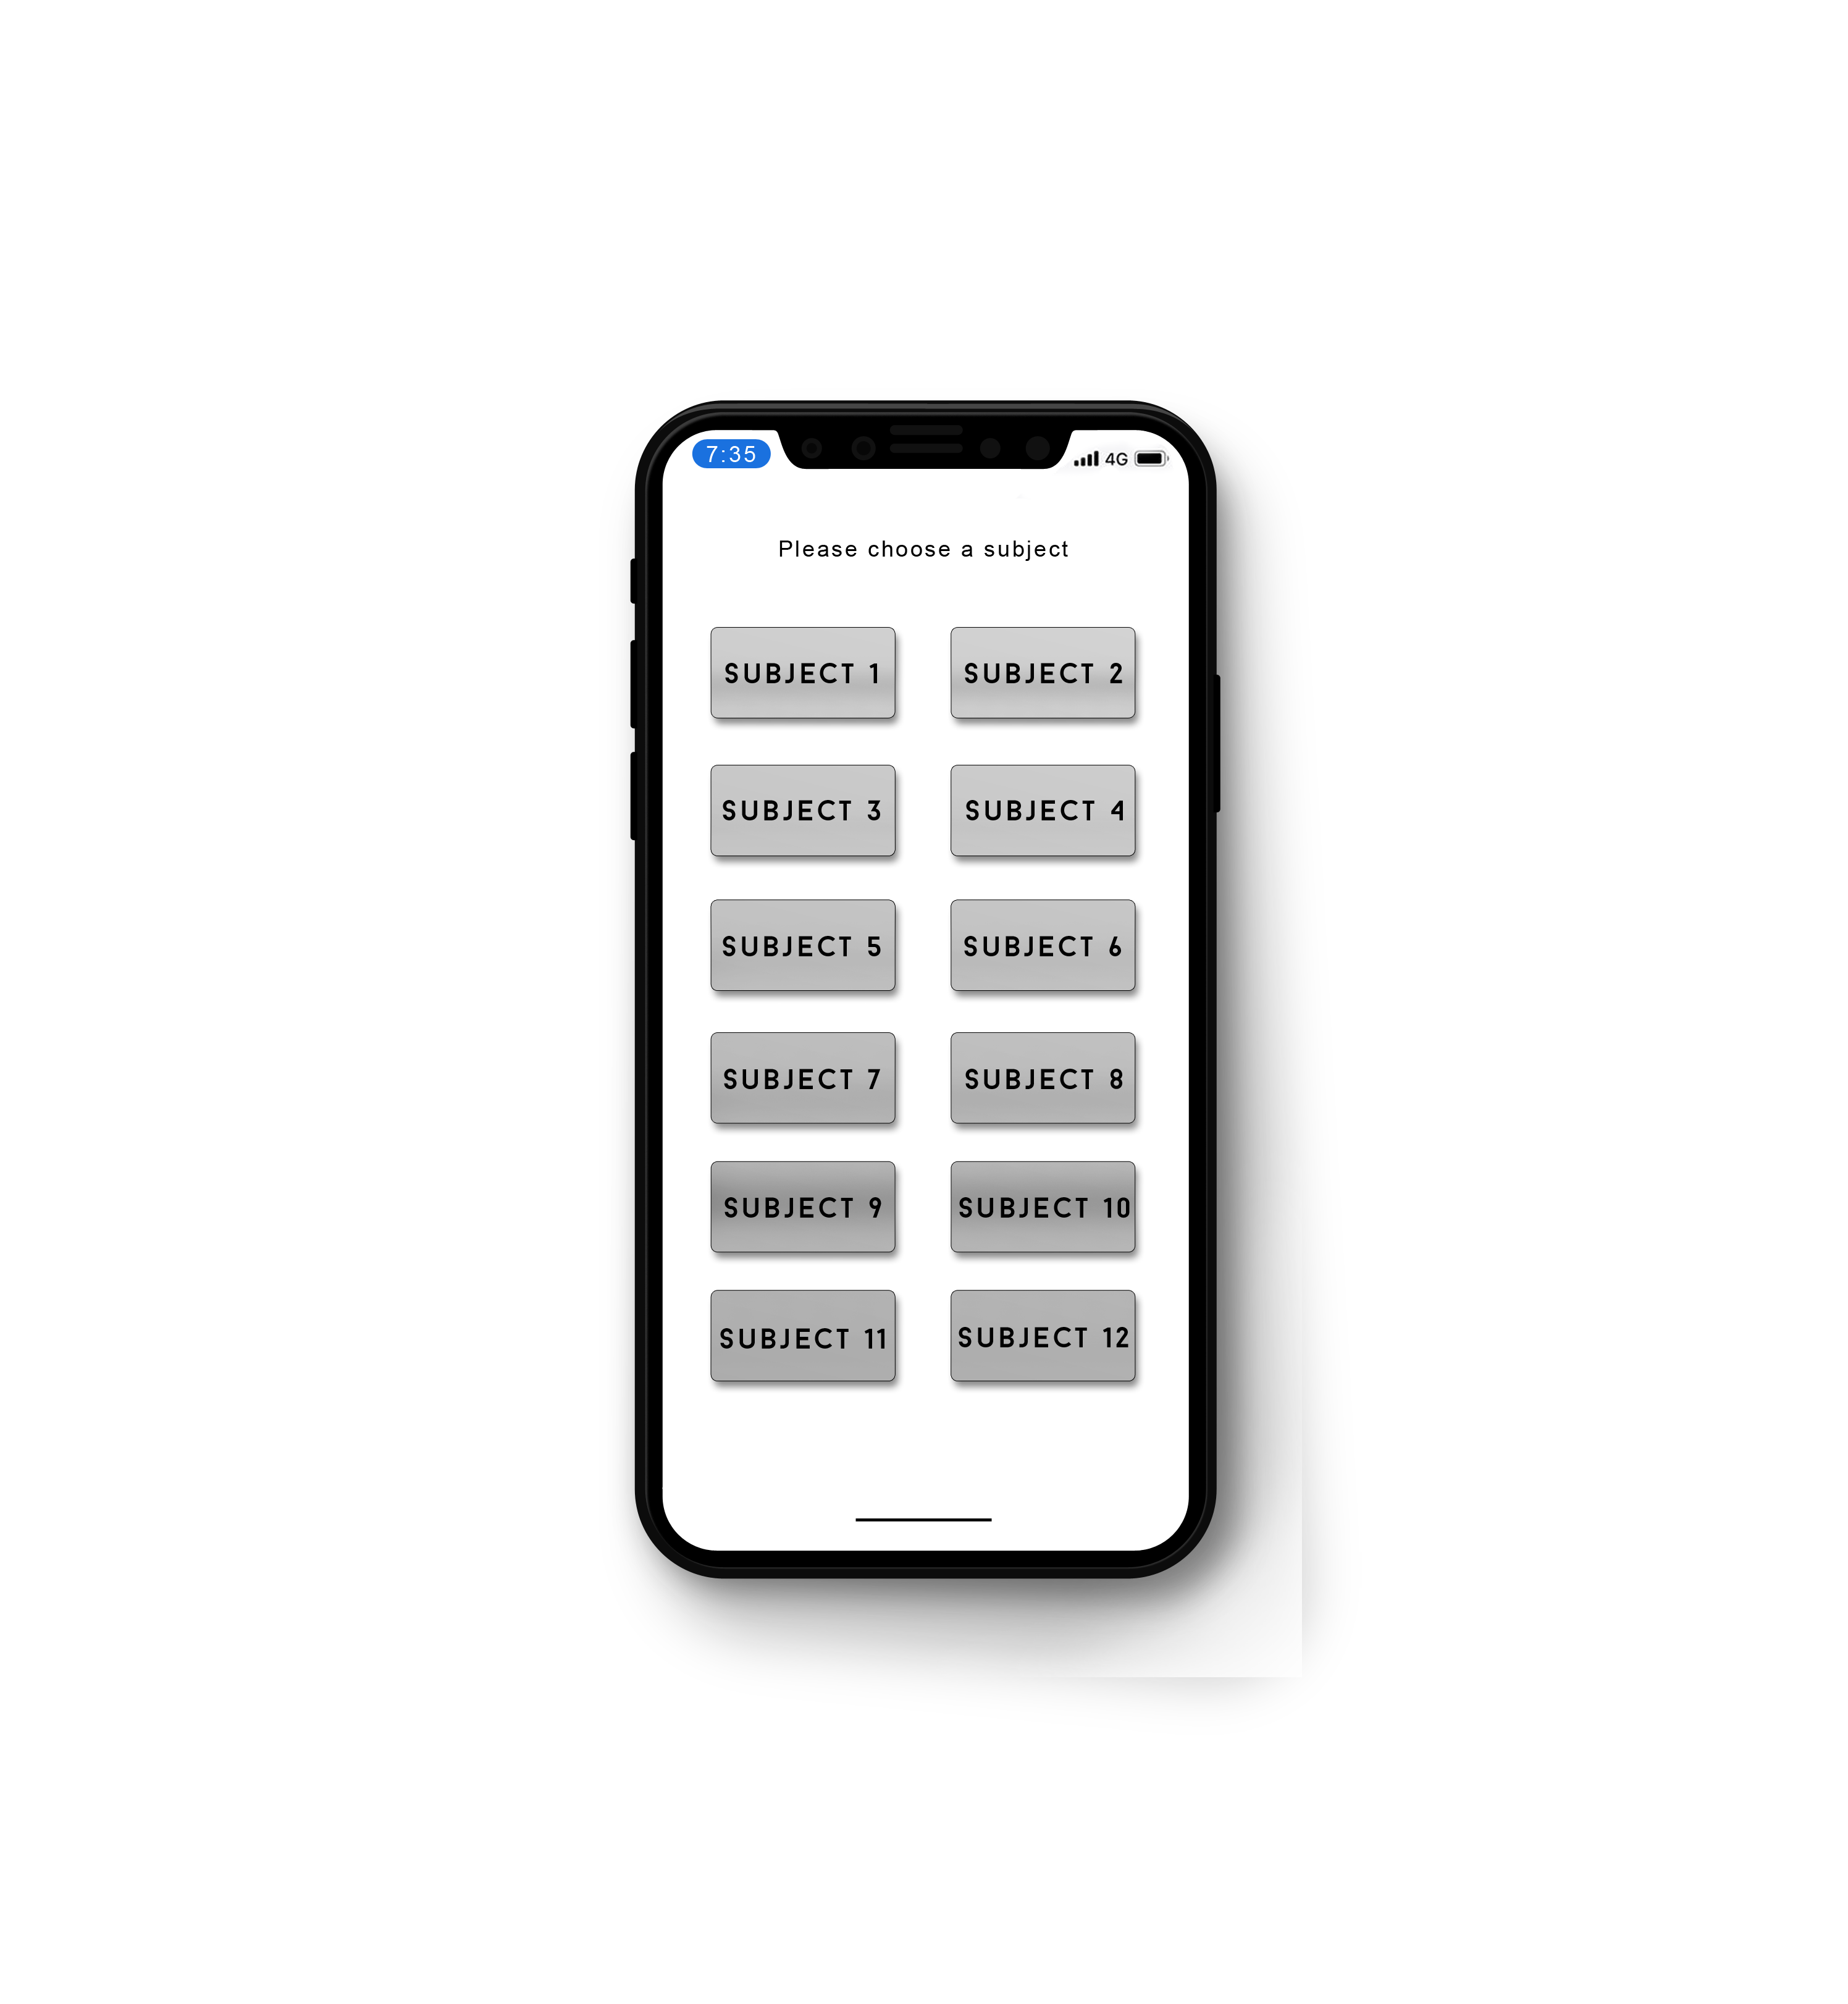 7:35
4G
Please choose a subject
SUBJECT 1
SUBJECT 2
SUBJECT 3
SUBJECT 4
SUBJECT 5
SUBJECT 6
SUBJECT 7
SUBJECT 8
SUBJECT 9
SUBJECT 10
SUBJECT 11
SUBJECT 12